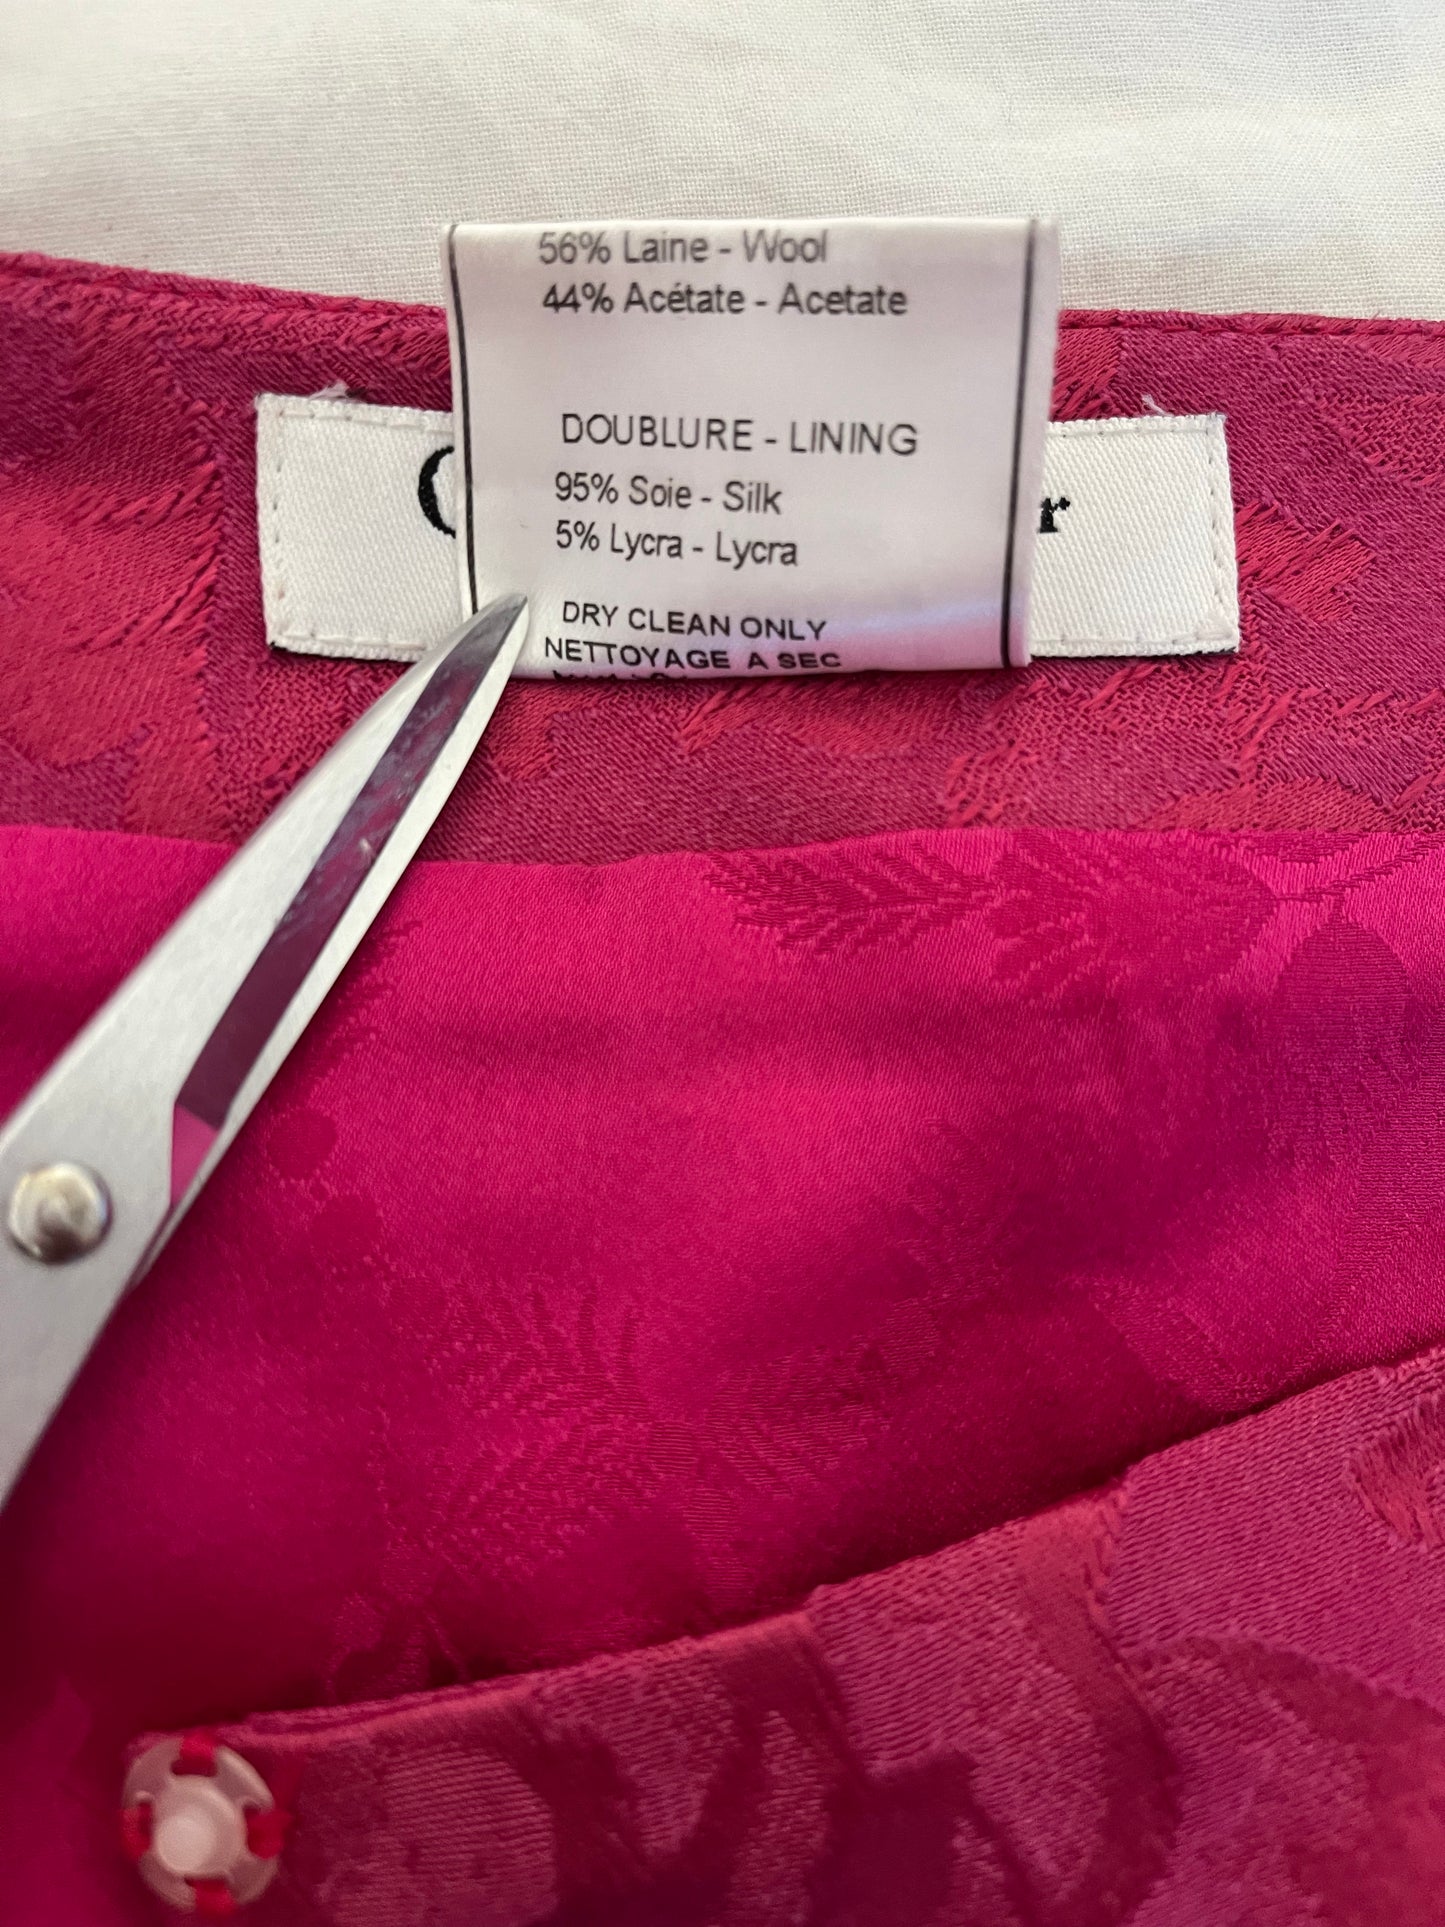 56% Laine - Wool
44% Acétate - Acetate
DOUBLURE - LINING
95% Soie - Silk
5% Lycra - Lycra
DRY CLEAN ONLY
NETTOYAGE A SEC